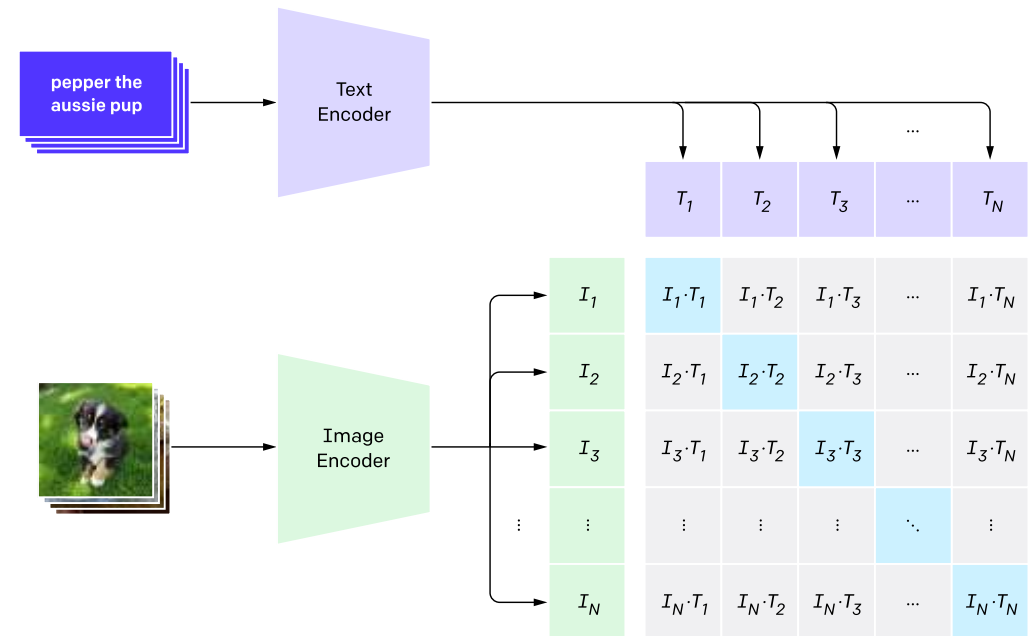 pepper the
aussie pup
Text
Encoder
...
T1 T2 T3 ... TN
I1 I1·T1 I1·T2 I1·T3 ... I1·TN
I2 I2·T1 I2·T2 I2·T3 ... I2·TN
Image
Encoder
I3 I3·T1 I3·T2 I3·T3 ... I3·TN
⋮ ⋮ ⋮ ⋮ ⋮ ⋱ ⋮
IN IN·T1 IN·T2 IN·T3 ... IN·TN